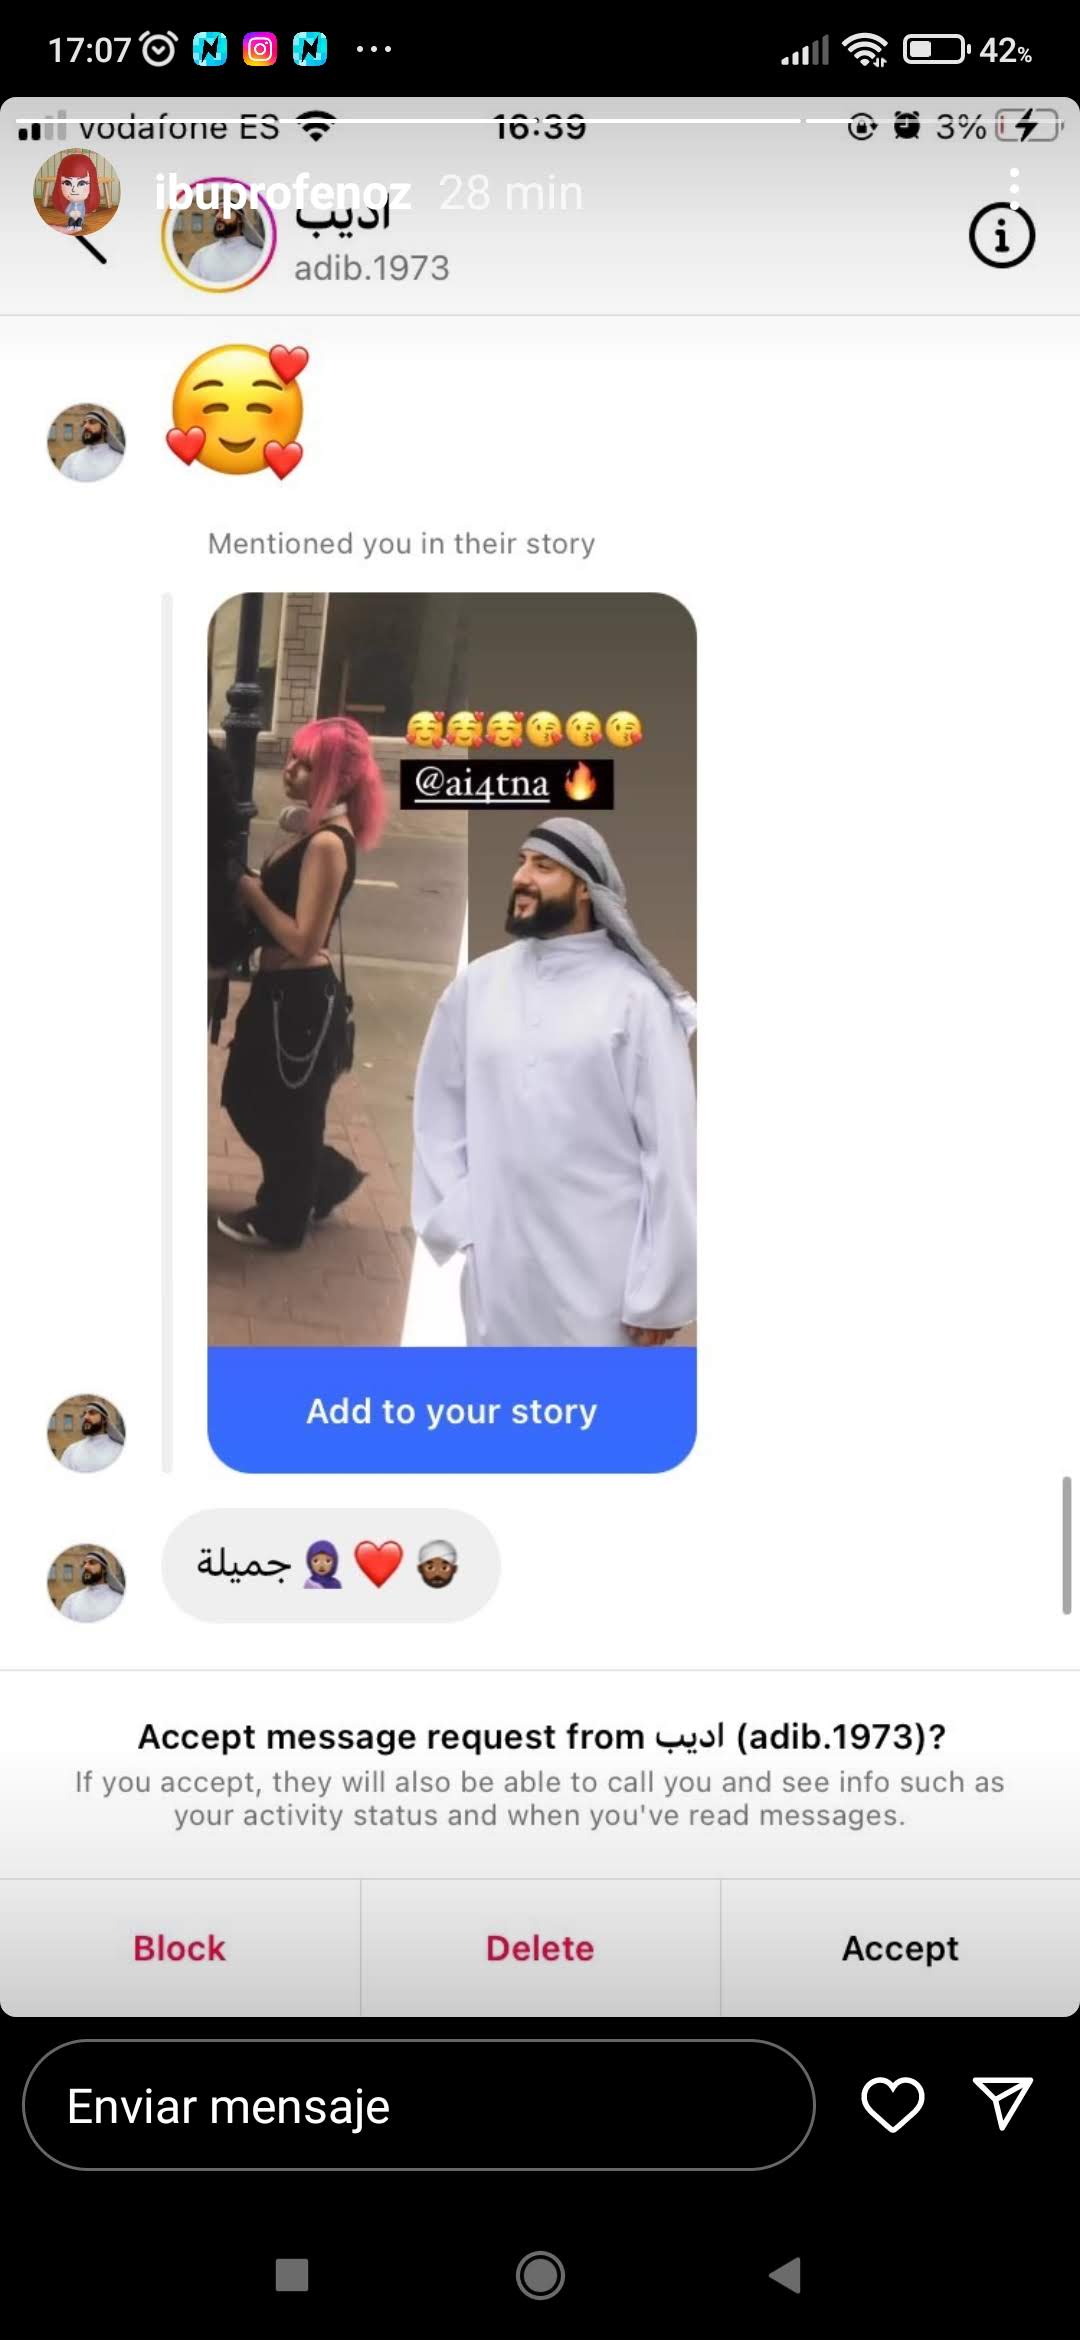 17:07
42%
vodafone ES
16:39
3%
ibuprofenoz 28 min
اديب
adib.1973
Mentioned you in their story
@ai4tna 🔥
Add to your story
جميلة 🧕🏽❤️👳🏾‍♂️
Accept message request from اديب (adib.1973)?
If you accept, they will also be able to call you and see info such as
your activity status and when you've read messages.
Block
Delete
Accept
Enviar mensaje